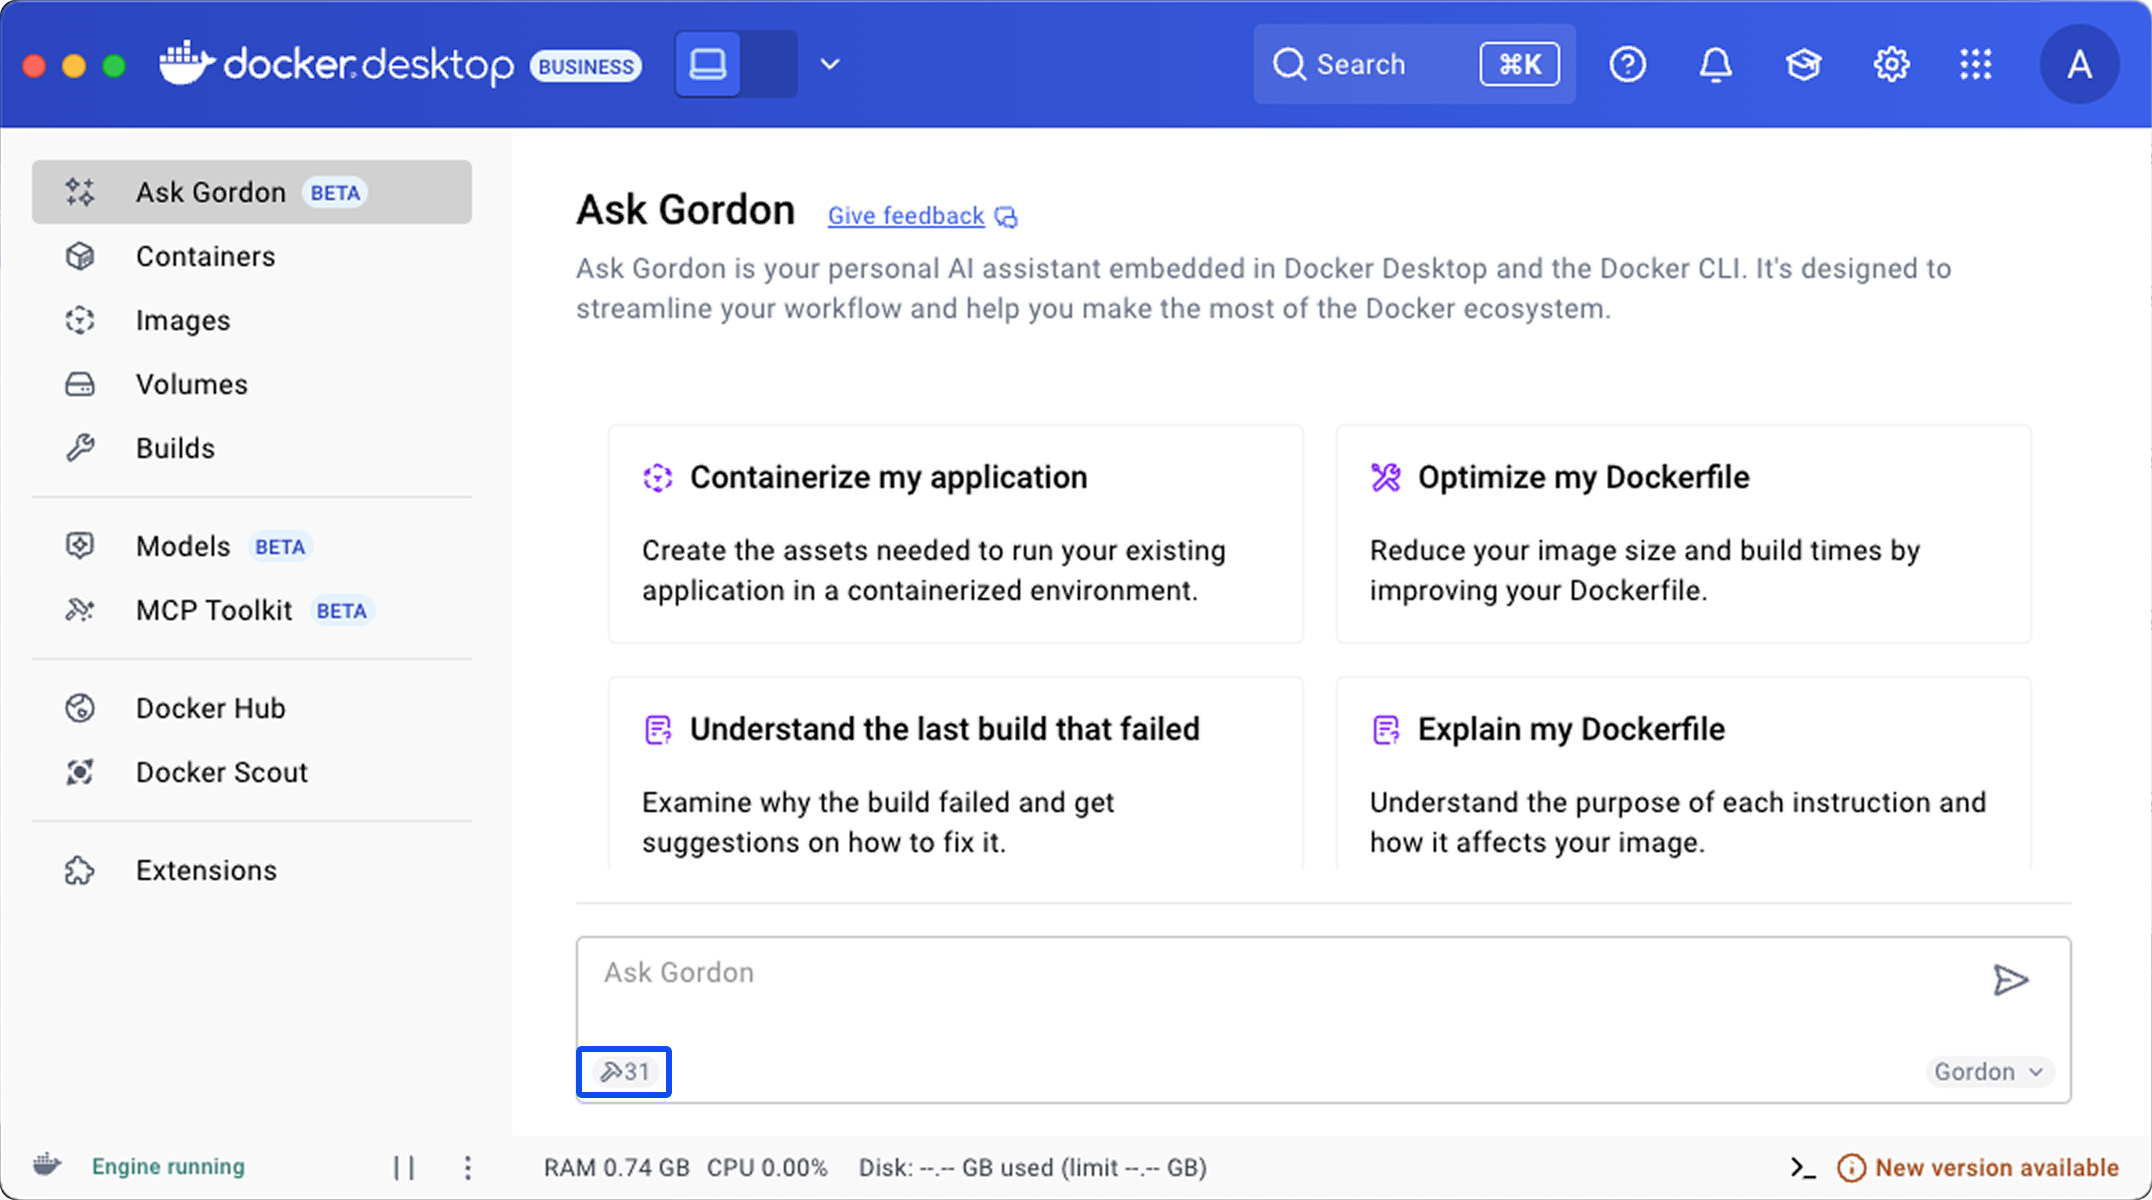 docker.desktop BUSINESS
Search ⌘K
A
Ask Gordon BETA
Containers
Images
Volumes
Builds
Models BETA
MCP Toolkit BETA
Docker Hub
Docker Scout
Extensions
Ask Gordon Give feedback
Ask Gordon is your personal AI assistant embedded in Docker Desktop and the Docker CLI. It's designed to
streamline your workflow and help you make the most of the Docker ecosystem.
Containerize my application
Create the assets needed to run your existing
application in a containerized environment.
Optimize my Dockerfile
Reduce your image size and build times by
improving your Dockerfile.
Understand the last build that failed
Examine why the build failed and get
suggestions on how to fix it.
Explain my Dockerfile
Understand the purpose of each instruction and
how it affects your image.
Ask Gordon
31
Gordon
Engine running
RAM 0.74 GB CPU 0.00% Disk: --.-- GB used (limit --.-- GB)
New version available